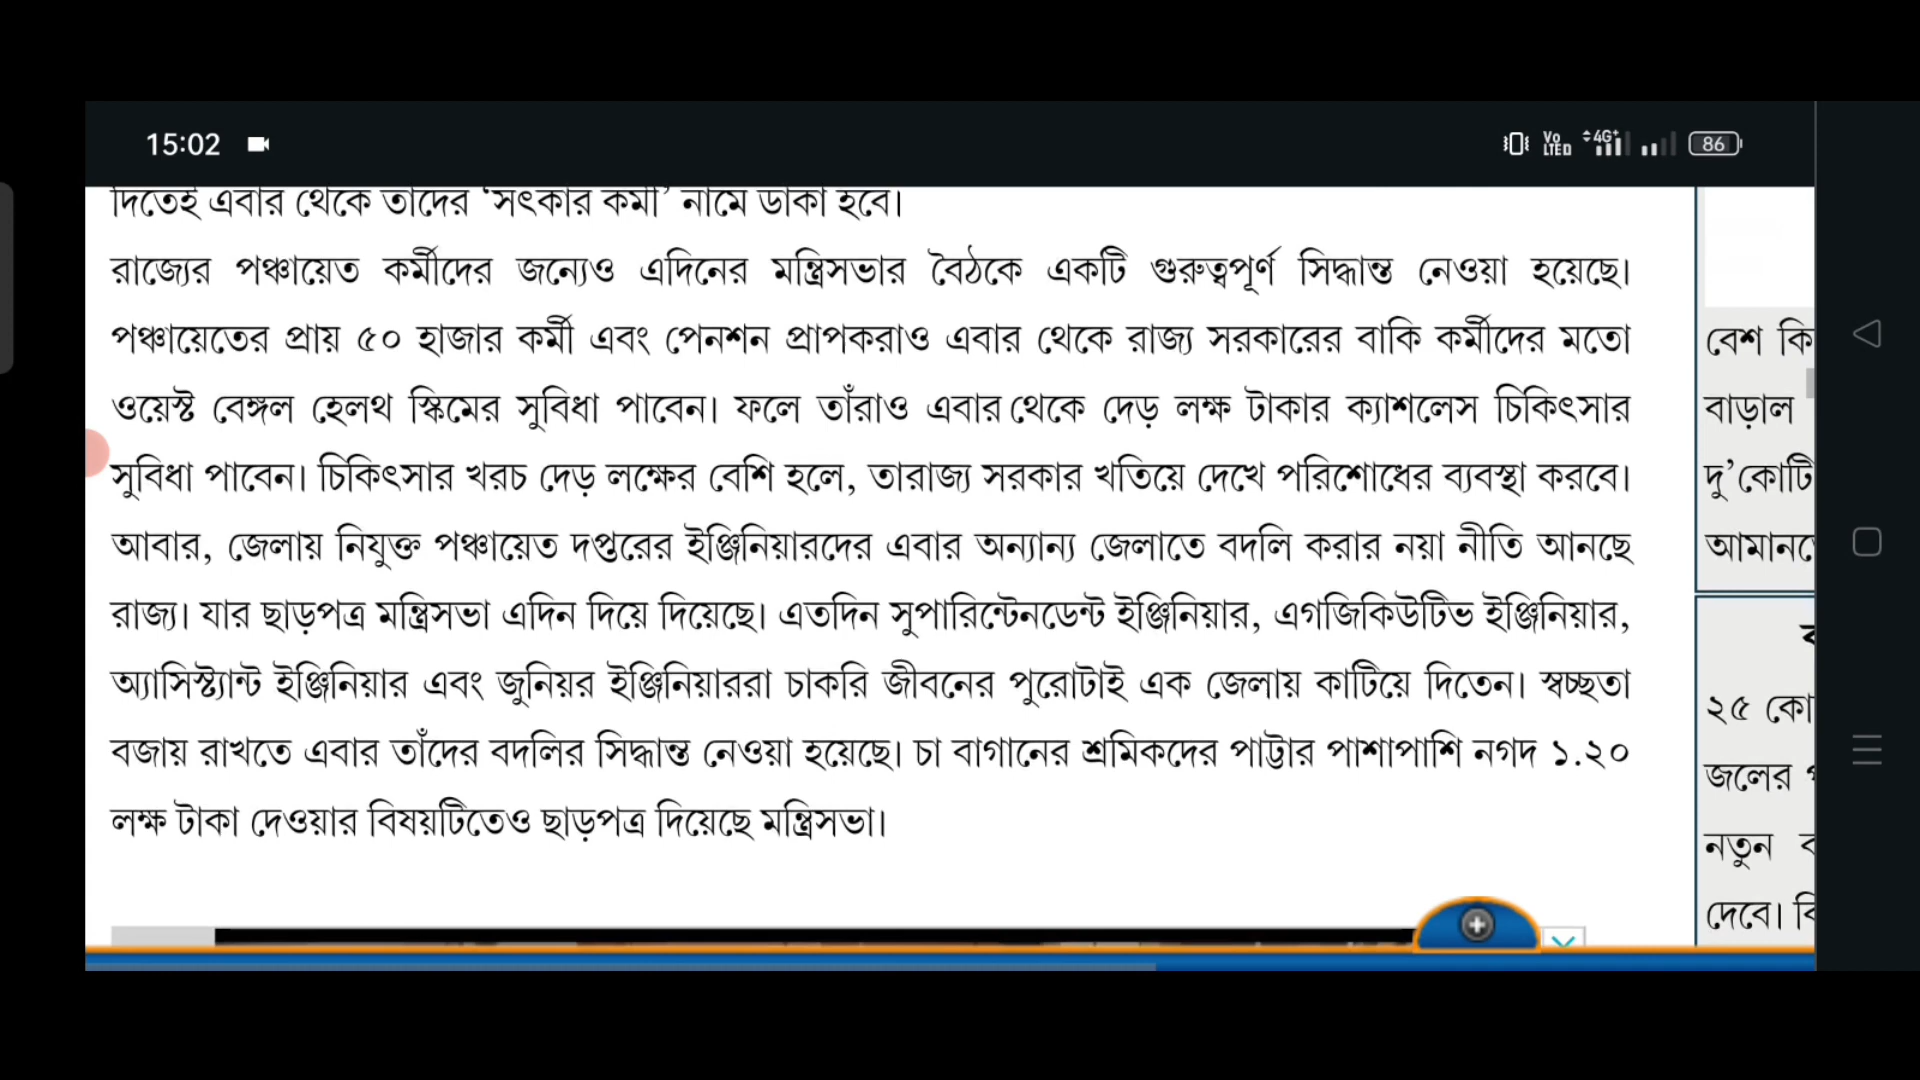 15:02
Vo LTE 4G+ 86
দিতেই এবার থেকে তাদের ‘সৎকার কর্মী’ নামে ডাকা হবে।
রাজ্যের পঞ্চায়েত কর্মীদের জন্যেও এদিনের মন্ত্রিসভার বৈঠকে একটি গুরুত্বপূর্ণ সিদ্ধান্ত নেওয়া হয়েছে।
পঞ্চায়েতের প্রায় ৫০ হাজার কর্মী এবং পেনশন প্রাপকরাও এবার থেকে রাজ্য সরকারের বাকি কর্মীদের মতো
ওয়েস্ট বেঙ্গল হেলথ স্কিমের সুবিধা পাবেন। ফলে তাঁরাও এবার থেকে দেড় লক্ষ টাকার ক্যাশলেস চিকিৎসার
সুবিধা পাবেন। চিকিৎসার খরচ দেড় লক্ষের বেশি হলে, তারাজ্য সরকার খতিয়ে দেখে পরিশোধের ব্যবস্থা করবে।
আবার, জেলায় নিযুক্ত পঞ্চায়েত দপ্তরের ইঞ্জিনিয়ারদের এবার অন্যান্য জেলাতে বদলি করার নয়া নীতি আনছে
রাজ্য। যার ছাড়পত্র মন্ত্রিসভা এদিন দিয়ে দিয়েছে। এতদিন সুপারিন্টেনডেন্ট ইঞ্জিনিয়ার, এগজিকিউটিভ ইঞ্জিনিয়ার,
অ্যাসিস্ট্যান্ট ইঞ্জিনিয়ার এবং জুনিয়র ইঞ্জিনিয়াররা চাকরি জীবনের পুরোটাই এক জেলায় কাটিয়ে দিতেন। স্বচ্ছতা
বজায় রাখতে এবার তাঁদের বদলির সিদ্ধান্ত নেওয়া হয়েছে। চা বাগানের শ্রমিকদের পাট্টার পাশাপাশি নগদ ১.২০
লক্ষ টাকা দেওয়ার বিষয়টিতেও ছাড়পত্র দিয়েছে মন্ত্রিসভা।
বেশ কি
বাড়াল
দু’কোটি
২৫ কো
জলের
নতুন
দেবে।